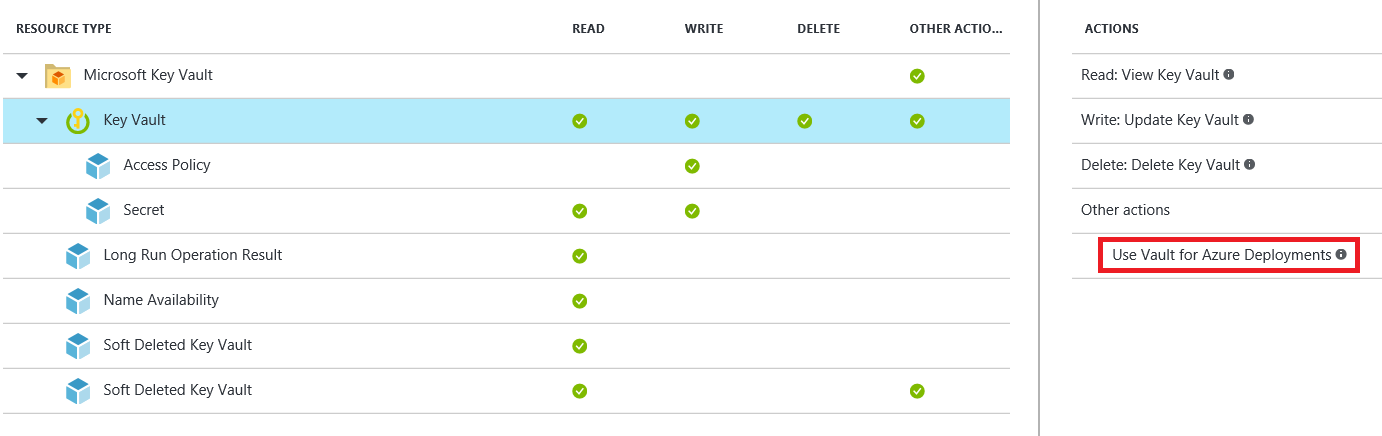 RESOURCE TYPE READ WRITE DELETE OTHER ACTIO...
Microsoft Key Vault
Key Vault
Access Policy
Secret
Long Run Operation Result
Name Availability
Soft Deleted Key Vault
Soft Deleted Key Vault
ACTIONS
Read: View Key Vault
Write: Update Key Vault
Delete: Delete Key Vault
Other actions
Use Vault for Azure Deployments